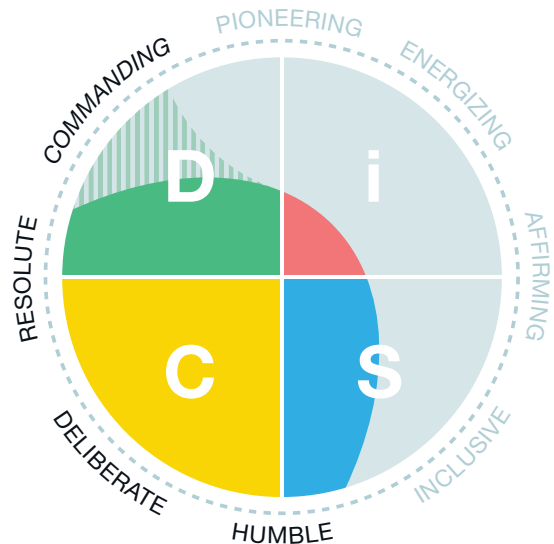 PIONEERING
ENERGIZING
AFFIRMING
INCLUSIVE
HUMBLE
DELIBERATE
RESOLUTE
COMMANDING
D
i
C
S